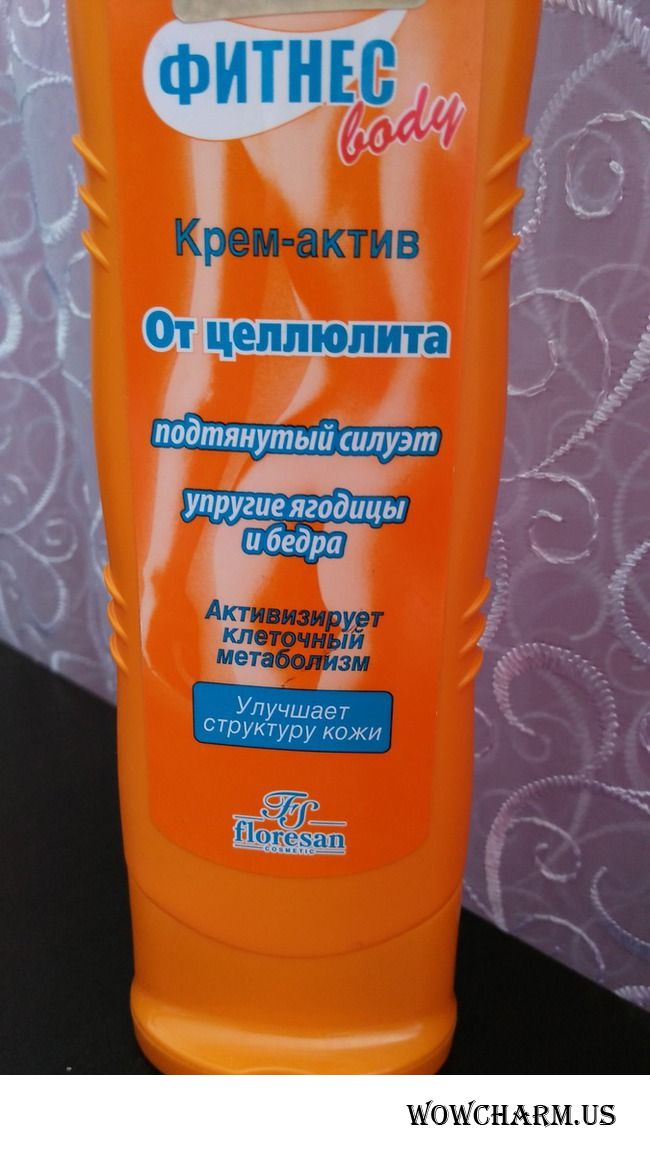 ФИТНЕС
body
Крем-актив
От целлюлита
подтянутый силуэт
упругие ягодицы
и бедра
Активизирует
клеточный
метаболизм
Улучшает
структуру кожи
FS
floresan
COSMETIC
WOWCHARM.US